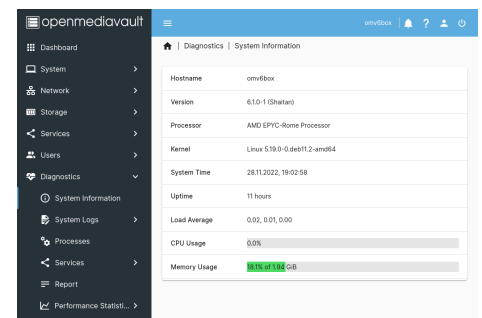 openmediavault
omv6box
?
Dashboard
System
Network
Storage
Services
Users
Diagnostics
System Information
System Logs
Processes
Services
Report
Performance Statisti...
| Diagnostics | System Information
Hostname omv6box
Version 6.1.0-1 (Shaitan)
Processor AMD EPYC-Rome Processor
Kernel Linux 5.19.0-0.deb11.2-amd64
System Time 28.11.2022, 19:02:58
Uptime 11 hours
Load Average 0.02, 0.01, 0.00
CPU Usage 0.0%
Memory Usage 18.1% of 1.94 GiB